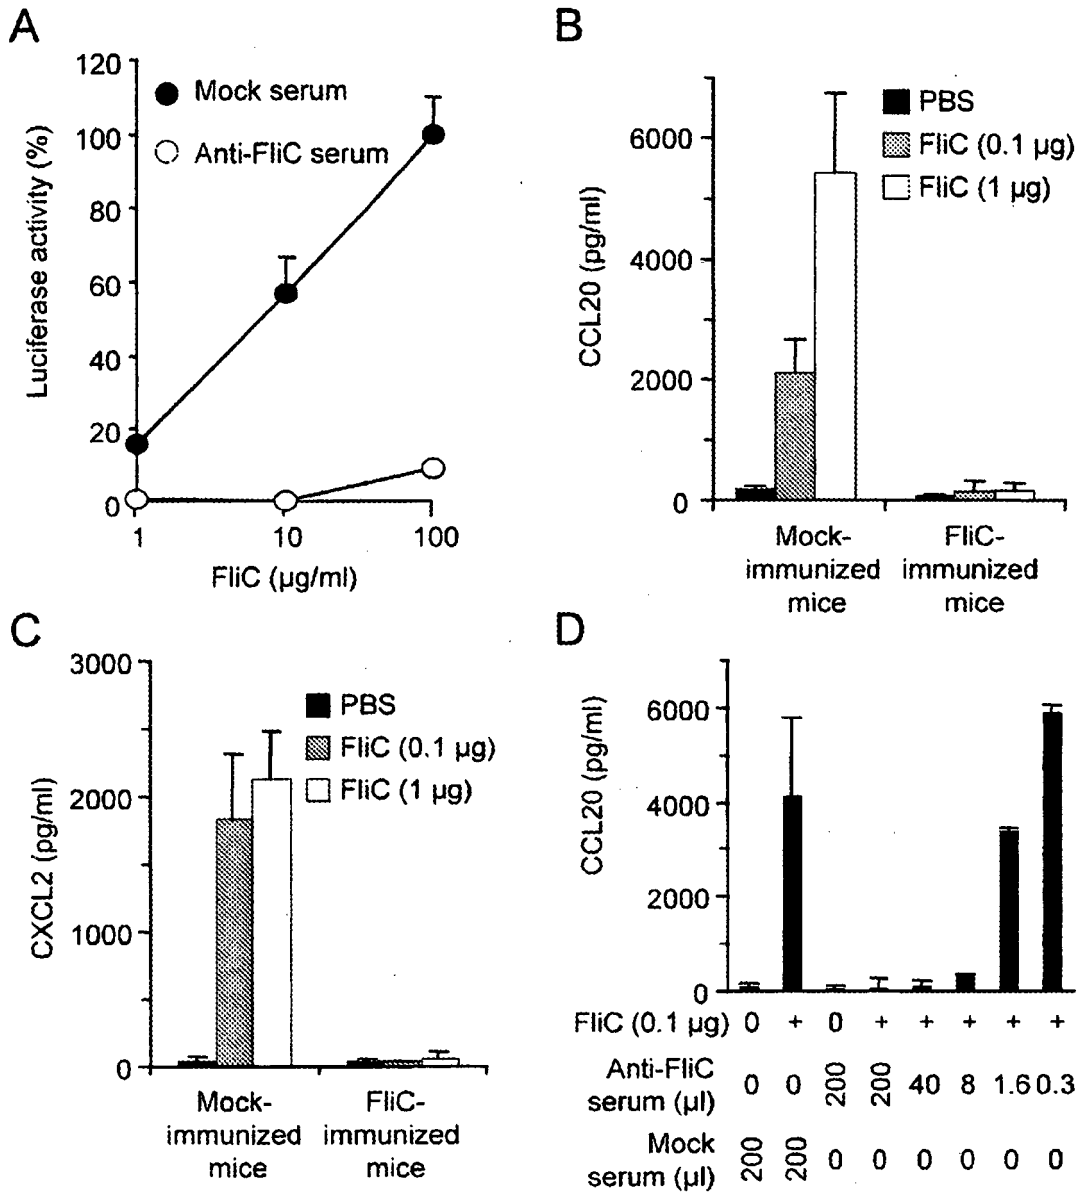 A
120
100
80
60
40
20
0
Luciferase activity (%)
Mock serum
Anti-FliC serum
1 10 100
FliC (µg/ml)
B
6000
4000
2000
0
CCL20 (pg/ml)
PBS
FliC (0.1 µg)
FliC (1 µg)
Mock-
immunized
mice
FliC-
immunized
mice
C
3000
2000
1000
0
CXCL2 (pg/ml)
PBS
FliC (0.1 µg)
FliC (1 µg)
Mock-
immunized
mice
FliC-
immunized
mice
D
6000
4000
2000
0
CCL20 (pg/ml)
FliC (0.1 µg) 0 + 0 + + + + +
Anti-FliC
serum (µl) 0 0 200 200 40 8 1.6 0.3
Mock
serum (µl) 200 200 0 0 0 0 0 0